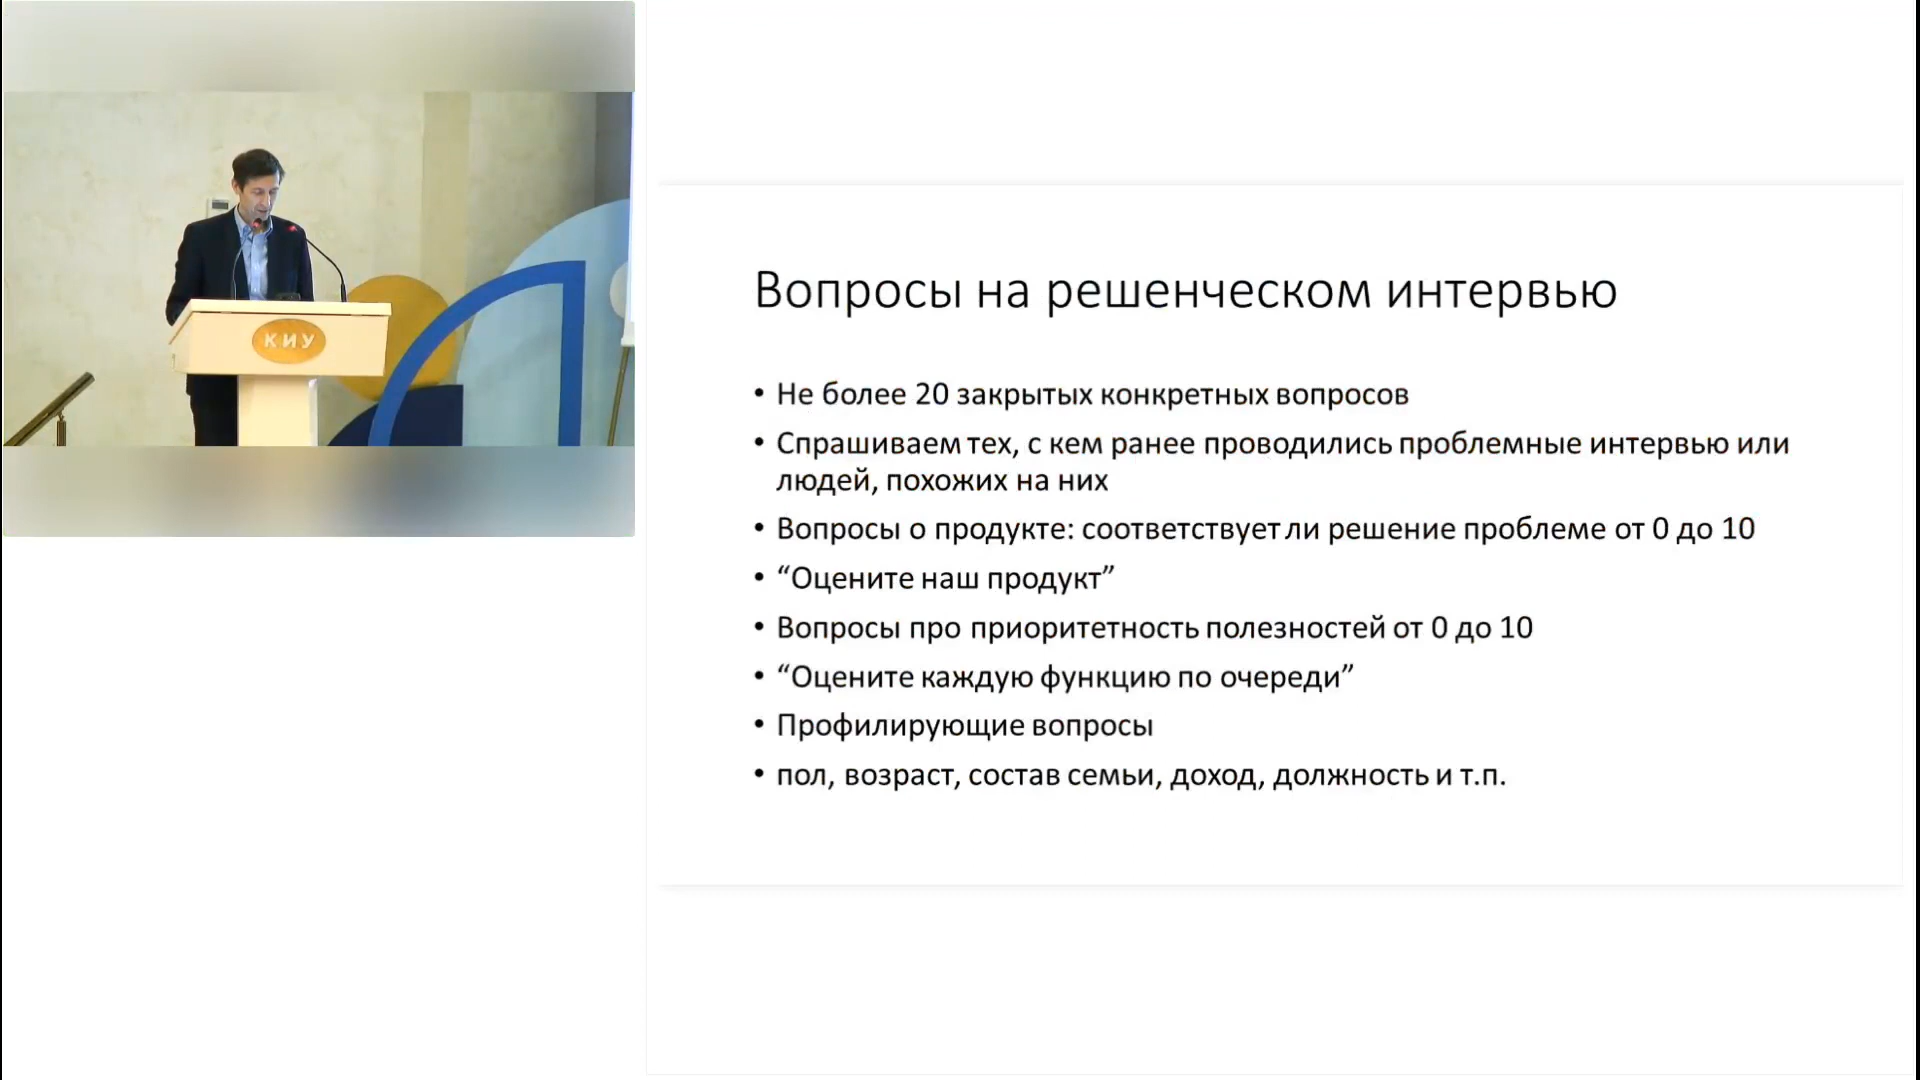 КИУ
Вопросы на решенческом интервью
• Не более 20 закрытых конкретных вопросов
• Спрашиваем тех, с кем ранее проводились проблемные интервью или
людей, похожих на них
• Вопросы о продукте: соответствует ли решение проблеме от 0 до 10
• “Оцените наш продукт”
• Вопросы про приоритетность полезностей от 0 до 10
• “Оцените каждую функцию по очереди”
• Профилирующие вопросы
• пол, возраст, состав семьи, доход, должность и т.п.